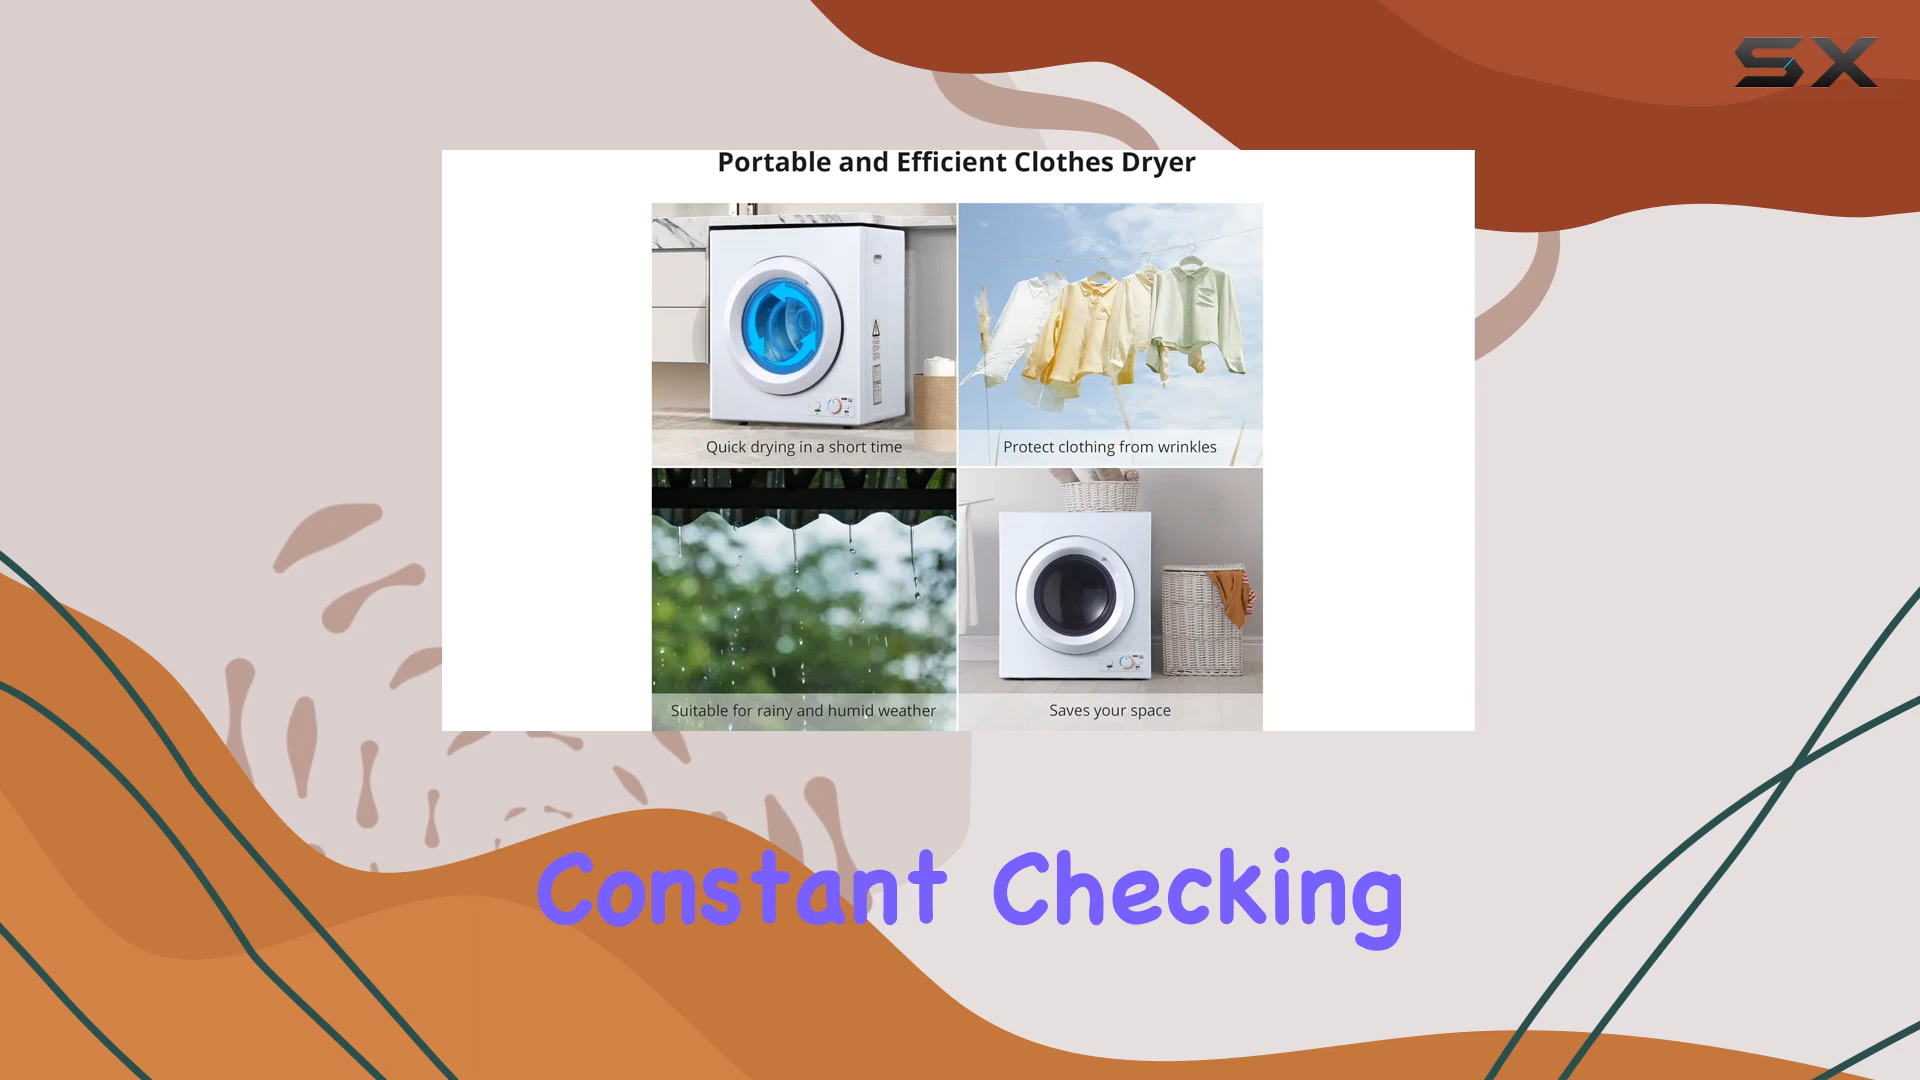 SX
Portable and Efficient Clothes Dryer
Quick drying in a short time
Protect clothing from wrinkles
Suitable for rainy and humid weather
Saves your space
Constant Checking